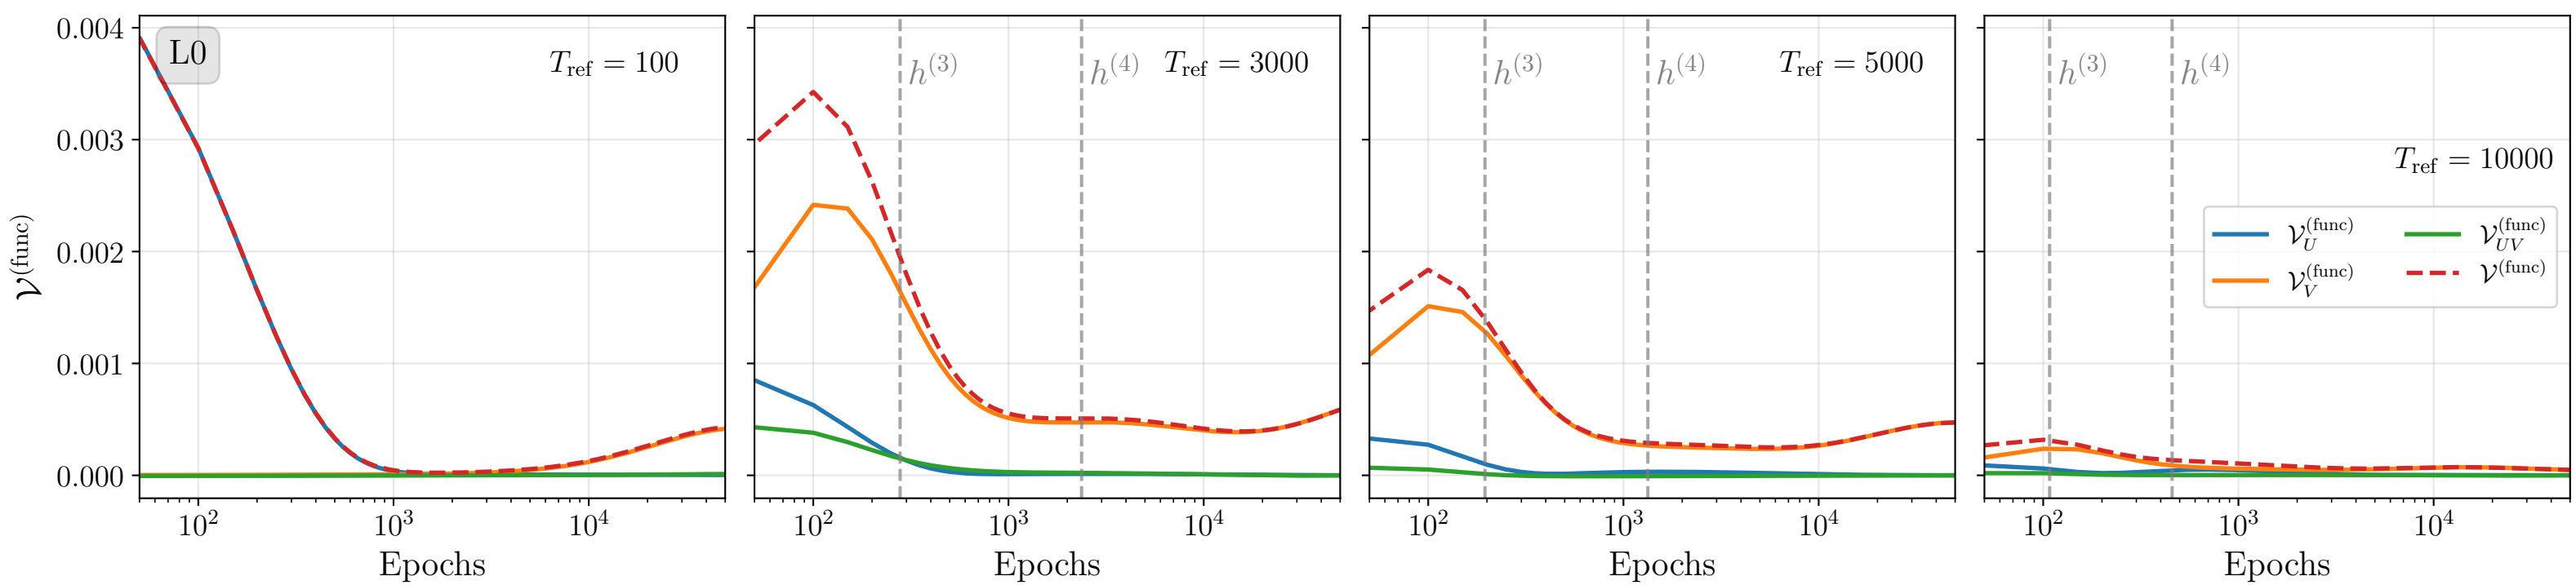 L0
T_ref = 100
h^(3)
h^(4)
T_ref = 3000
h^(3)
h^(4)
T_ref = 5000
h^(3)
h^(4)
T_ref = 10000
𝒱_U^(func)
𝒱_UV^(func)
𝒱_V^(func)
𝒱^(func)
𝒱^(func)
0.004
0.003
0.002
0.001
0.000
10^2 10^3 10^4
10^2 10^3 10^4
10^2 10^3 10^4
10^2 10^3 10^4
Epochs
Epochs
Epochs
Epochs